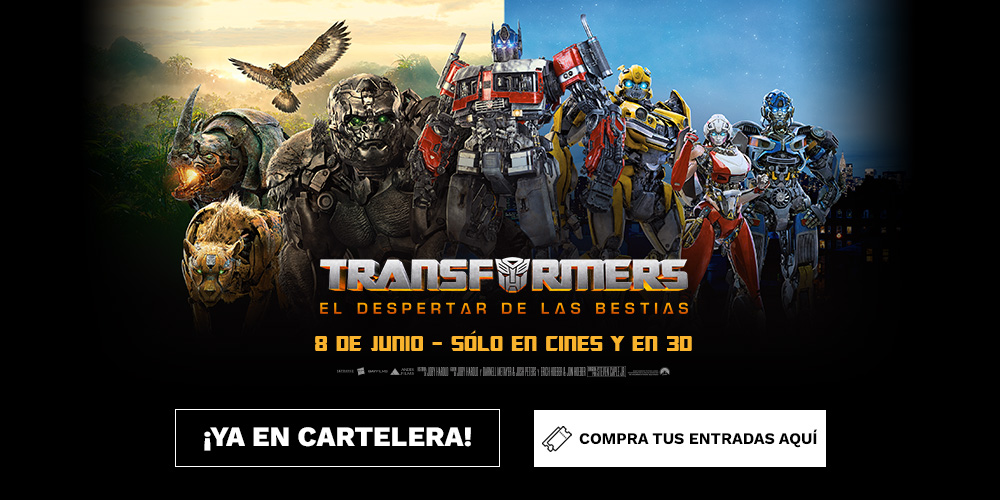 TRANSFORMERS
EL DESPERTAR DE LAS BESTIAS
8 DE JUNIO - SÓLO EN CINES Y EN 3D
¡YA EN CARTELERA!
COMPRA TUS ENTRADAS AQUÍ